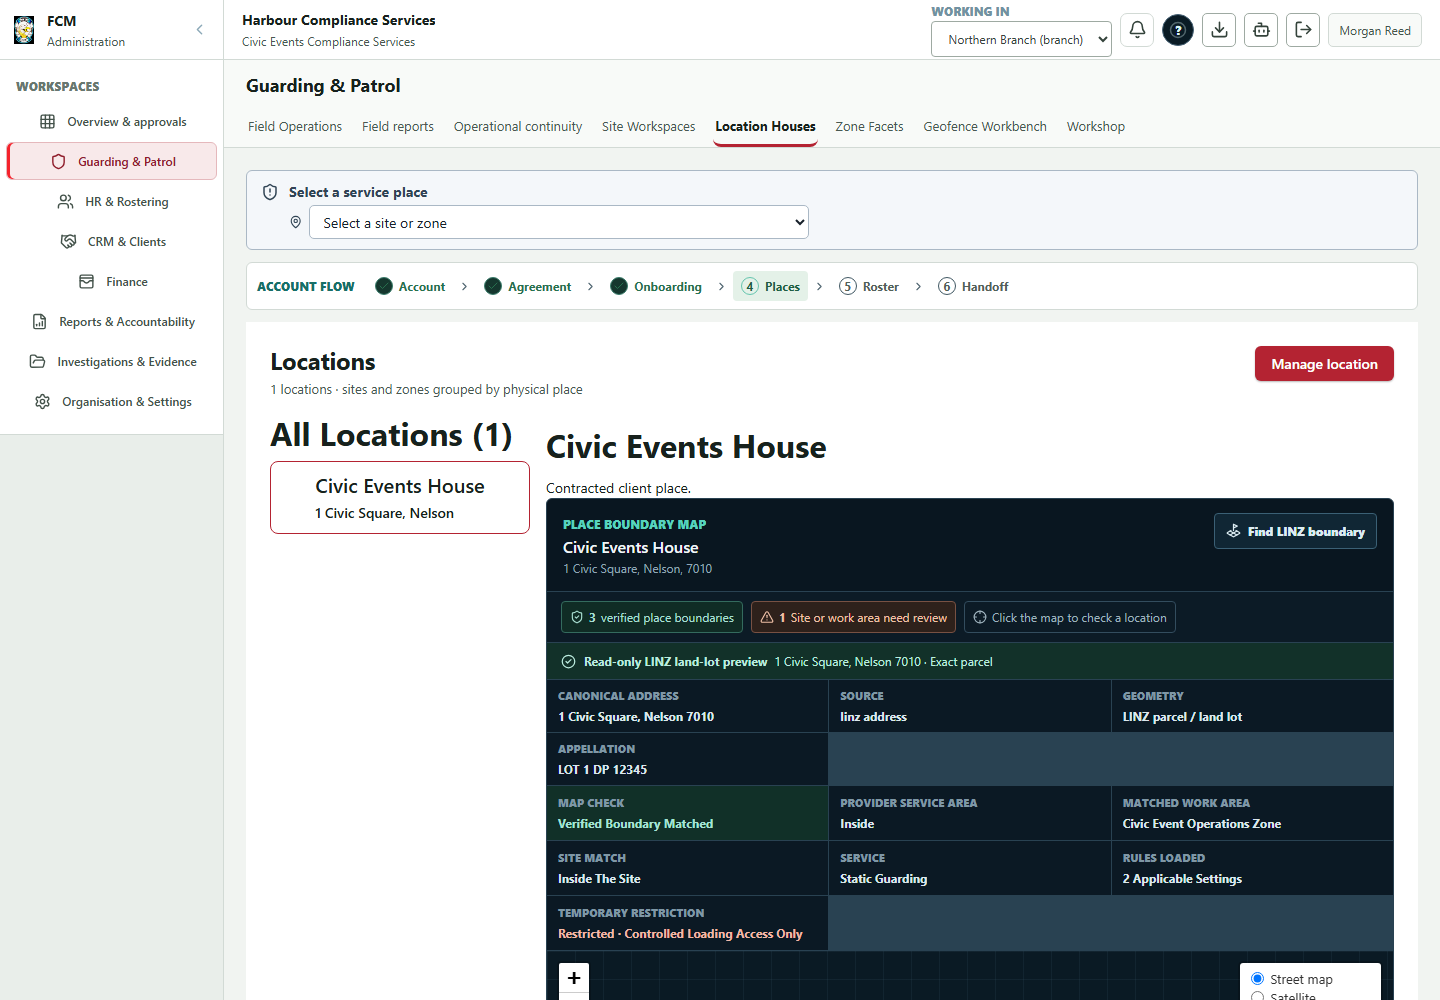 FCM
Administration
WORKSPACES
Overview & approvals
Guarding & Patrol
HR & Rostering
CRM & Clients
Finance
Reports & Accountability
Investigations & Evidence
Organisation & Settings
Harbour Compliance Services
Civic Events Compliance Services
WORKING IN
Northern Branch (branch)
?
Morgan Reed
Guarding & Patrol
Field Operations
Field reports
Operational continuity
Site Workspaces
Location Houses
Zone Facets
Geofence Workbench
Workshop
Select a service place
Select a site or zone
ACCOUNT FLOW
Account
Agreement
Onboarding
4 Places
5 Roster
6 Handoff
Locations
1 locations · sites and zones grouped by physical place
Manage location
All Locations (1)
Civic Events House
1 Civic Square, Nelson
Civic Events House
Contracted client place.
PLACE BOUNDARY MAP
Civic Events House
1 Civic Square, Nelson, 7010
Find LINZ boundary
3 verified place boundaries
1 Site or work area need review
Click the map to check a location
Read-only LINZ land-lot preview 1 Civic Square, Nelson 7010 · Exact parcel
CANONICAL ADDRESS
1 Civic Square, Nelson 7010
SOURCE
linz address
GEOMETRY
LINZ parcel / land lot
APPELLATION
LOT 1 DP 12345
MAP CHECK
Verified Boundary Matched
PROVIDER SERVICE AREA
Inside
MATCHED WORK AREA
Civic Event Operations Zone
SITE MATCH
Inside The Site
SERVICE
Static Guarding
RULES LOADED
2 Applicable Settings
TEMPORARY RESTRICTION
Restricted · Controlled Loading Access Only
+
Street map
Satellite